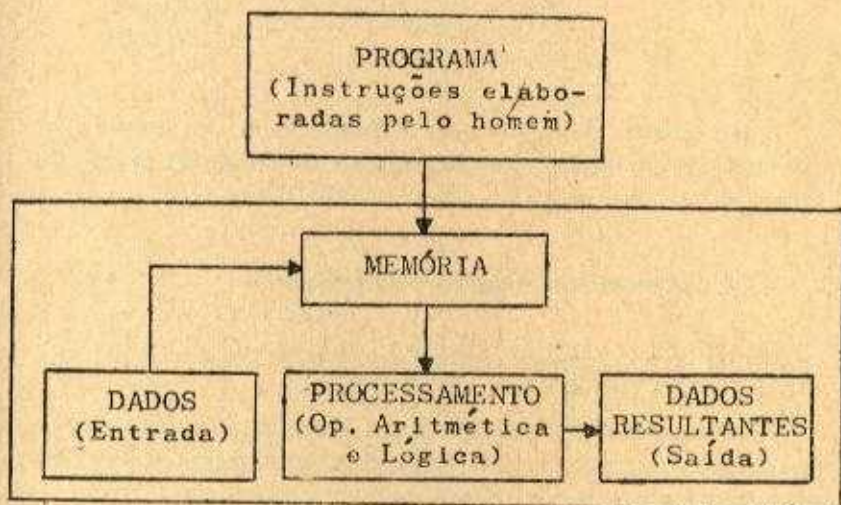 PROGRAMA
(Instruções elabo-
radas pelo homem)
MEMÓRIA
DADOS
(Entrada)
PROCESSAMENTO
(Op. Aritmética
e Lógica)
DADOS
RESULTANTES
(Saída)